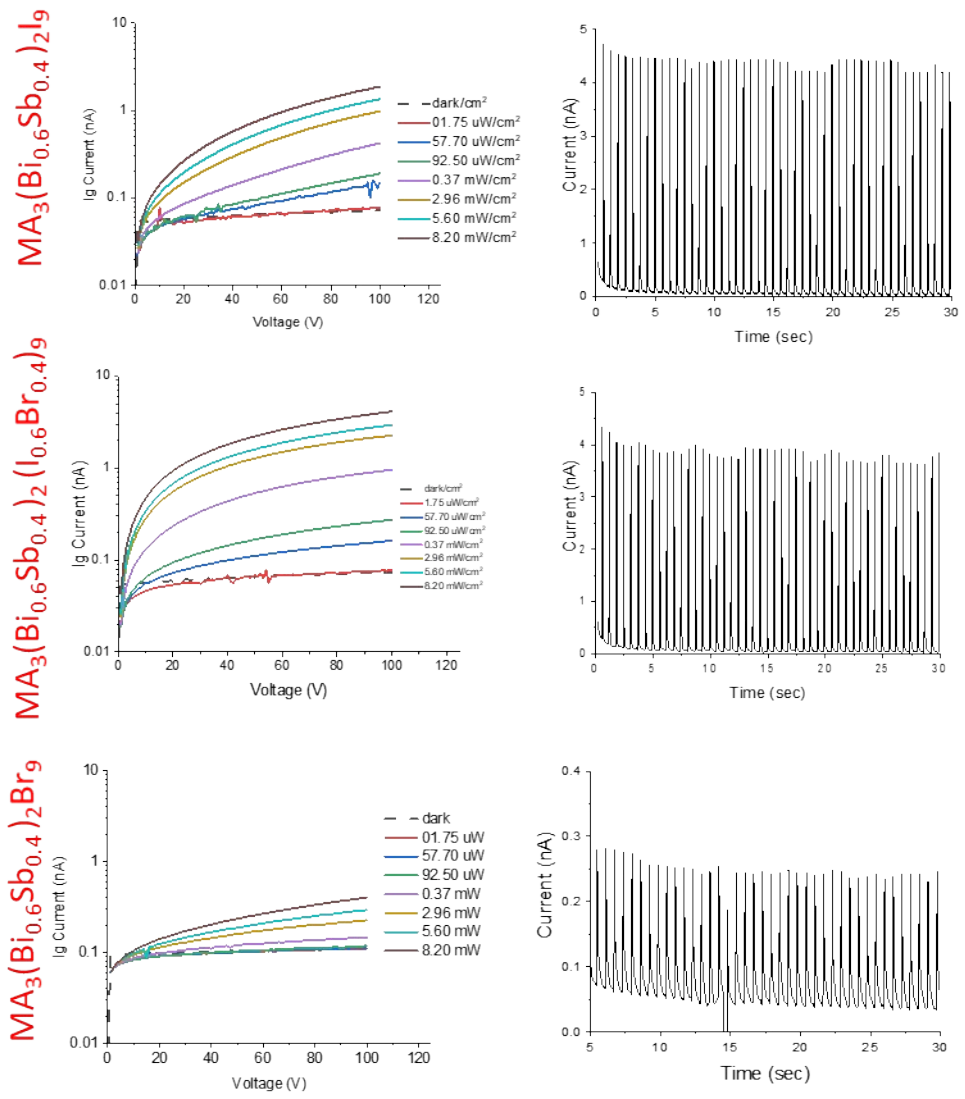 MA₃(Bi₀.₆Sb₀.₄)₂I₉
lg Current (nA)
10
1
0.1
0.01
0 20 40 60 80 100 120
Voltage (V)
dark/cm²
01.75 uW/cm²
57.70 uW/cm²
92.50 uW/cm²
0.37 mW/cm²
2.96 mW/cm²
5.60 mW/cm²
8.20 mW/cm²
Current (nA)
5
4
3
2
1
0
0 5 10 15 20 25 30
Time (sec)
MA₃(Bi₀.₆Sb₀.₄)₂(I₀.₆Br₀.₄)₉
lg Current (nA)
10
1
0.1
0.01
0 20 40 60 80 100 120
Voltage (V)
dark/cm²
1.75 uW/cm²
57.70 uW/cm²
92.50 uW/cm²
0.37 mW/cm²
2.96 mW/cm²
5.60 mW/cm²
8.20 mW/cm²
Current (nA)
5
4
3
2
1
0
0 5 10 15 20 25 30
Time (sec)
MA₃(Bi₀.₆Sb₀.₄)₂Br₉
lg Current (nA)
10
1
0.1
0.01
0 20 40 60 80 100 120
Voltage (V)
dark
01.75 uW
57.70 uW
92.50 uW
0.37 mW
2.96 mW
5.60 mW
8.20 mW
Current (nA)
0.4
0.3
0.2
0.1
0.0
5 10 15 20 25 30
Time (sec)